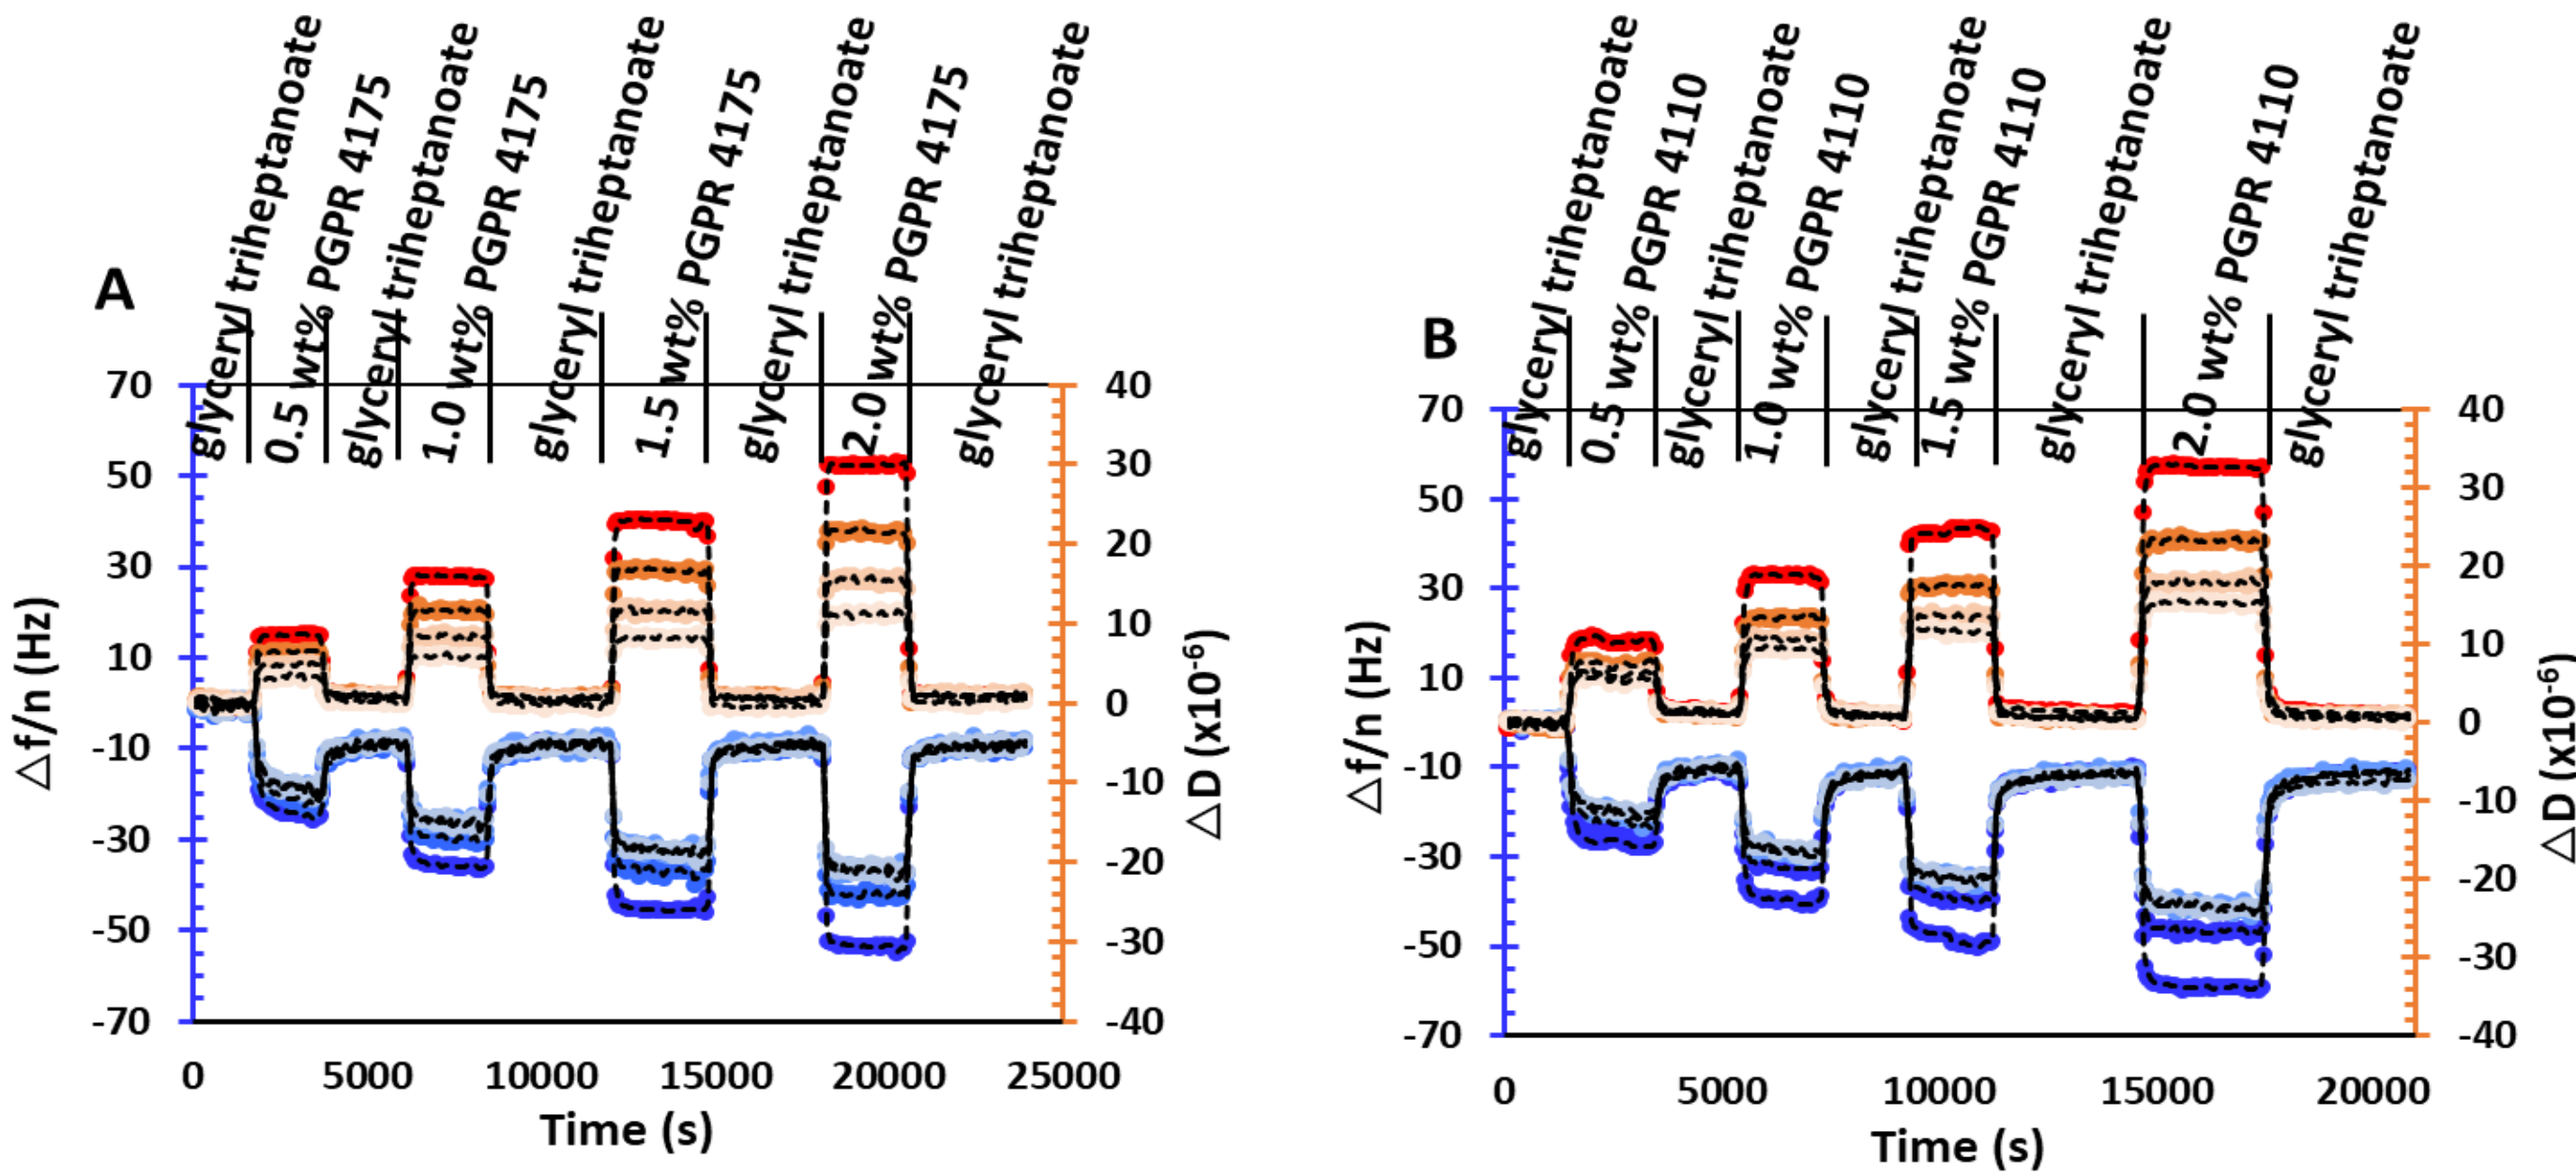 A
glyceryl triheptanoate
0.5 wt% PGPR 4175
glyceryl triheptanoate
1.0 wt% PGPR 4175
glyceryl triheptanoate
1.5 wt% PGPR 4175
glyceryl triheptanoate
2.0 wt% PGPR 4175
glyceryl triheptanoate
△f/n (Hz)
70
50
30
10
-10
-30
-50
-70
40
30
20
10
0
-10
-20
-30
-40
△D (x10⁻⁶)
0 5000 10000 15000 20000 25000
Time (s)
B
glyceryl triheptanoate
0.5 wt% PGPR 4110
glyceryl triheptanoate
1.0 wt% PGPR 4110
glyceryl triheptanoate
1.5 wt% PGPR 4110
glyceryl triheptanoate
2.0 wt% PGPR 4110
glyceryl triheptanoate
△f/n (Hz)
70
50
30
10
-10
-30
-50
-70
40
30
20
10
0
-10
-20
-30
-40
△D (x10⁻⁶)
0 5000 10000 15000 20000
Time (s)